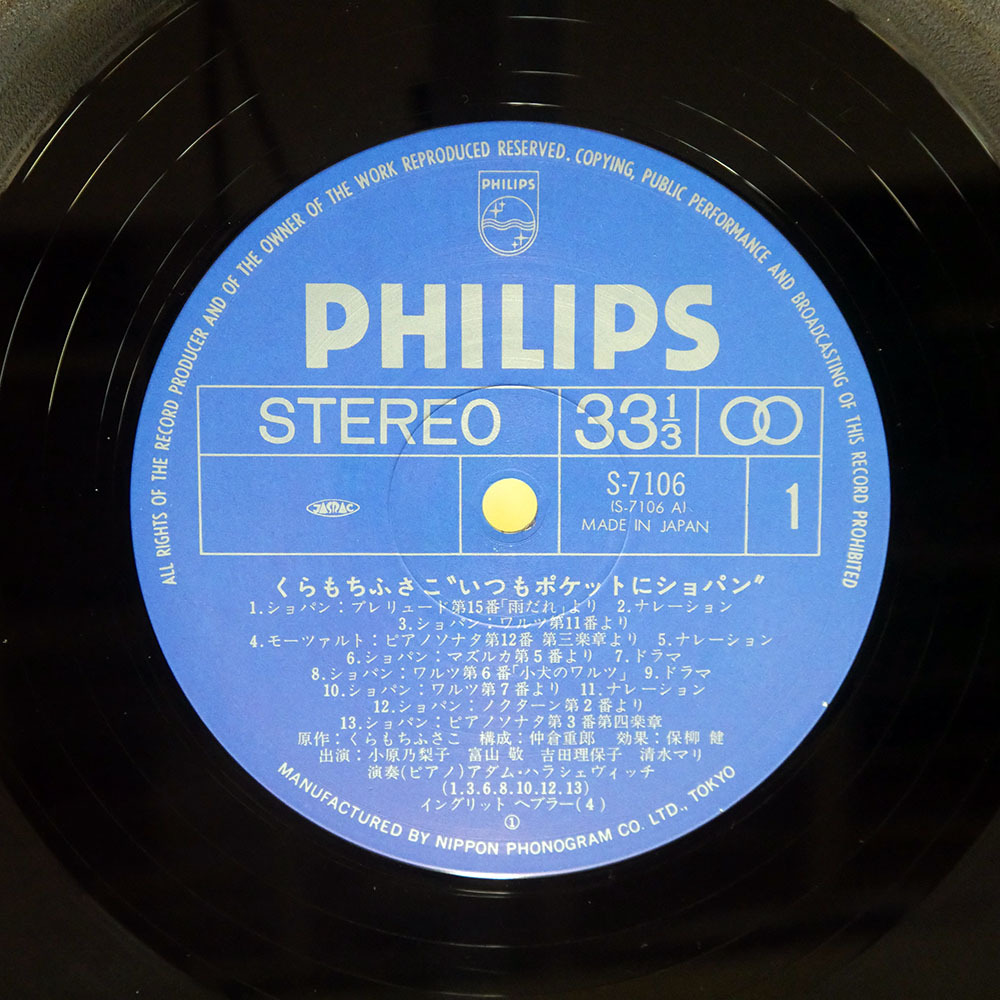 ALL RIGHTS OF THE RECORD PRODUCER AND OF THE OWNER OF THE WORK REPRODUCED RESERVED. COPYING, PUBLIC PERFORMANCE AND BROADCASTING OF THIS RECORD PROHIBITED
PHILIPS
PHILIPS
STEREO 33 1/3
JASRAC S-7106 1
(S-7106 A)
MADE IN JAPAN
くらもちふさこ“いつもポケットにショパン”
1.ショパン:プレリュード第15番「雨だれ」より 2.ナレーション
3.ショパン:ワルツ第11番より
4.モーツァルト:ピアノソナタ第12番 第三楽章より 5.ナレーション
6.ショパン:マズルカ第5番より 7.ドラマ
8.ショパン:ワルツ第6番「小犬のワルツ」 9.ドラマ
10.ショパン:ワルツ第7番より 11.ナレーション
12.ショパン:ノクターン第2番より
13.ショパン:ピアノソナタ第3番第四楽章
原作:くらもちふさこ 構成:仲倉重郎 効果:保柳 健
出演:小原乃梨子 富山 敬 吉田理保子 清水マリ
演奏(ピアノ)アダム・ハラシェヴィッチ
(1.3.6.8.10.12.13)
イングリット ヘブラー(4)
①
MANUFACTURED BY NIPPON PHONOGRAM CO. LTD., TOKYO